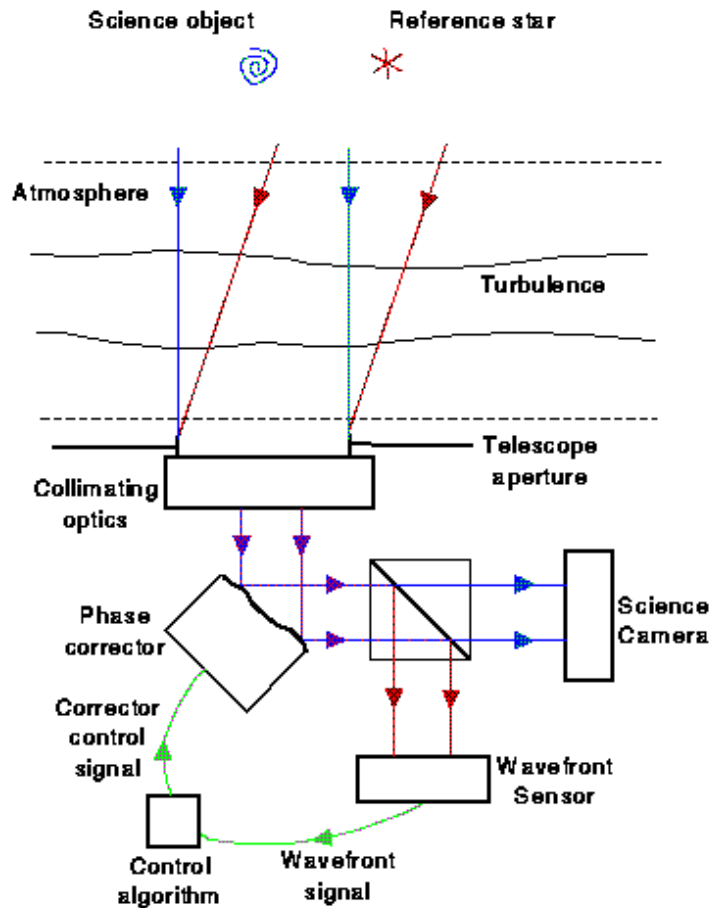 Science object
Reference star
Atmosphere
Turbulence
Telescope
aperture
Collimating
optics
Phase
corrector
Science
Camera
Corrector
control
signal
Wavefront
Sensor
Control
algorithm
Wavefront
signal